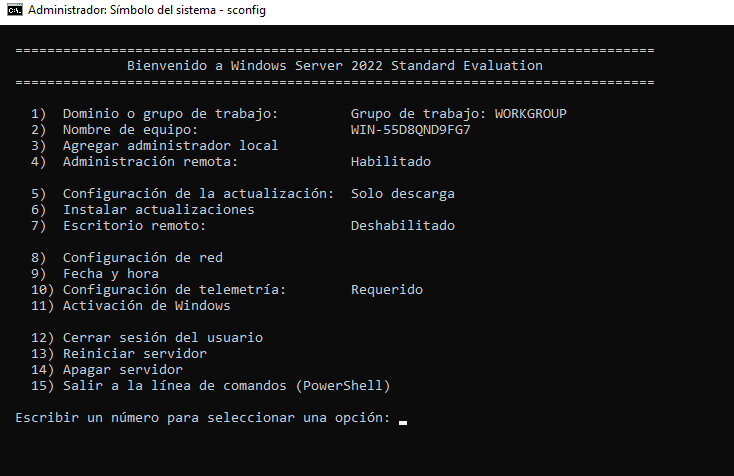 Administrador: Símbolo del sistema - sconfig
================================================================================
Bienvenido a Windows Server 2022 Standard Evaluation
================================================================================
1) Dominio o grupo de trabajo: Grupo de trabajo: WORKGROUP
2) Nombre de equipo: WIN-55D8QND9FG7
3) Agregar administrador local
4) Administración remota: Habilitado
5) Configuración de la actualización: Solo descarga
6) Instalar actualizaciones
7) Escritorio remoto: Deshabilitado
8) Configuración de red
9) Fecha y hora
10) Configuración de telemetría: Requerido
11) Activación de Windows
12) Cerrar sesión del usuario
13) Reiniciar servidor
14) Apagar servidor
15) Salir a la línea de comandos (PowerShell)
Escribir un número para seleccionar una opción: